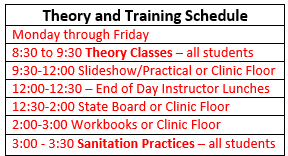 Theory and Training Schedule
Monday through Friday
8:30 to 9:30 Theory Classes – all students
9:30-12:00 Slideshow/Practical or Clinic Floor
12:00-12:30 – End of Day Instructor Lunches
12:30-2:00 State Board or Clinic Floor
2:00-3:00 Workbooks or Clinic Floor
3:00 - 3:30 Sanitation Practices – all students